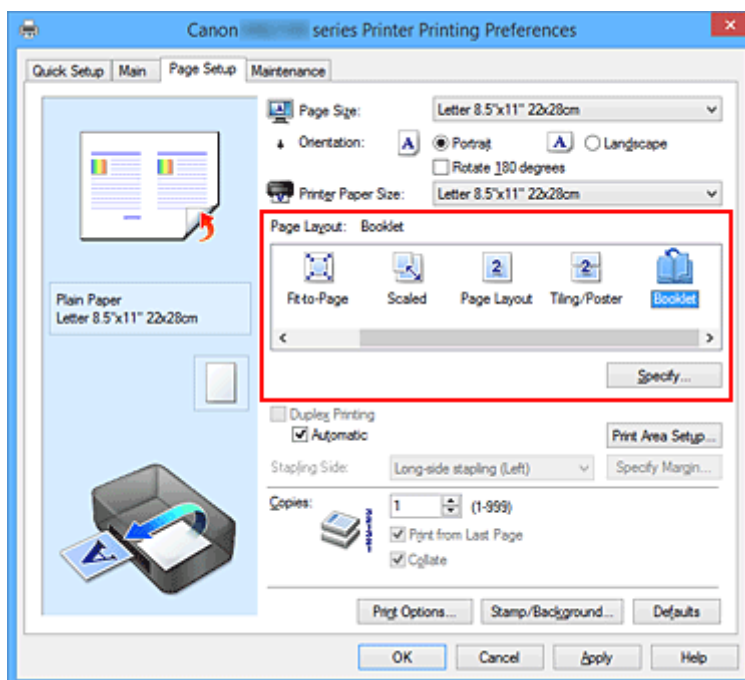 Canon series Printer Printing Preferences
Quick Setup Main Page Setup Maintenance
Page Size: Letter 8.5"x11" 22x28cm
Orientation: A Portrait A Landscape
Rotate 180 degrees
Printer Paper Size: Letter 8.5"x11" 22x28cm
Page Layout: Booklet
2 2
Fit-to-Page Scaled Page Layout Tiling/Poster Booklet
Plain Paper
Letter 8.5"x11" 22x28cm
Specify...
Duplex Printing
Automatic
Print Area Setup...
Stapling Side: Long-side stapling (Left) Specify Margin...
Copies: 1 (1-999)
Print from Last Page
Collate
A
Print Options... Stamp/Background... Defaults
OK Cancel Apply Help